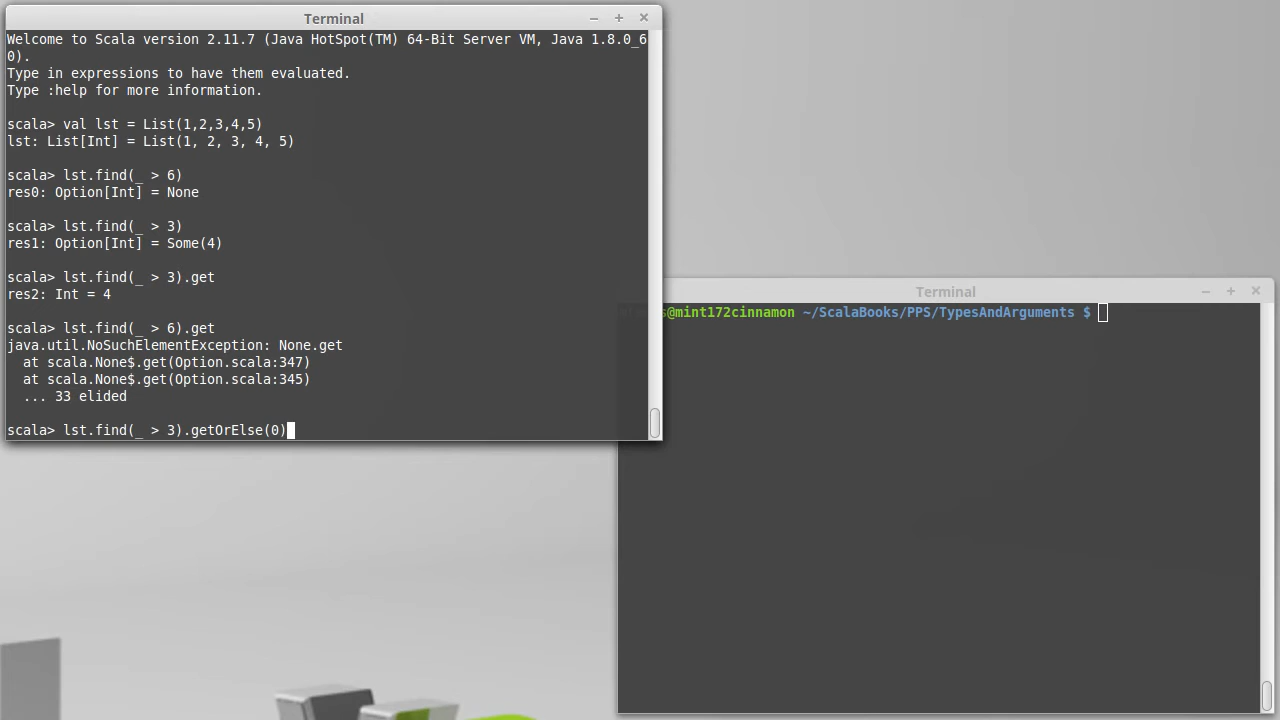 Terminal
Welcome to Scala version 2.11.7 (Java HotSpot(TM) 64-Bit Server VM, Java 1.8.0_6
0).
Type in expressions to have them evaluated.
Type :help for more information.
scala> val lst = List(1,2,3,4,5)
lst: List[Int] = List(1, 2, 3, 4, 5)
scala> lst.find(_ > 6)
res0: Option[Int] = None
scala> lst.find(_ > 3)
res1: Option[Int] = Some(4)
scala> lst.find(_ > 3).get
res2: Int = 4
scala> lst.find(_ > 6).get
java.util.NoSuchElementException: None.get
  at scala.None$.get(Option.scala:347)
  at scala.None$.get(Option.scala:345)
  ... 33 elided
scala> lst.find(_ > 3).getOrElse(0)
Terminal
s@mint172cinnamon ~/ScalaBooks/PPS/TypesAndArguments $